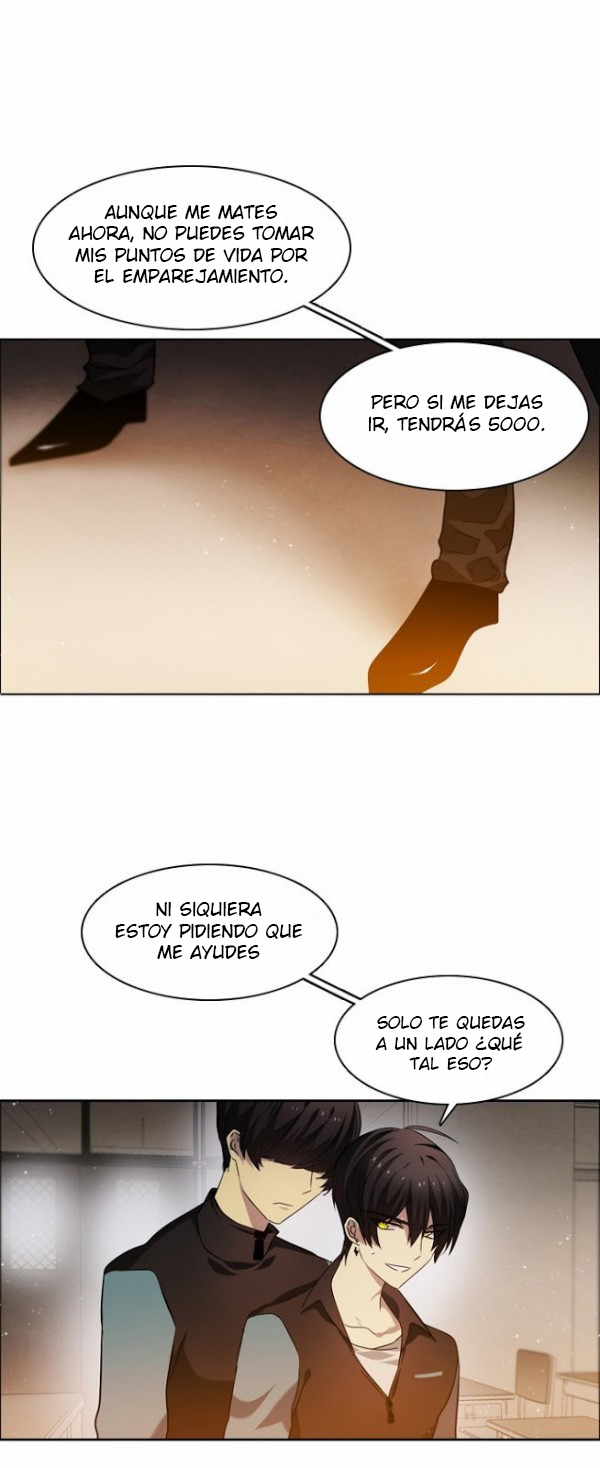 AUNQUE ME MATES
AHORA, NO PUEDES TOMAR
MIS PUNTOS DE VIDA POR
EL EMPAREJAMIENTO.
PERO SI ME DEJAS
IR, TENDRÁS 5000.
NI SIQUIERA
ESTOY PIDIENDO QUE
ME AYUDES
SOLO TE QUEDAS
A UN LADO ¿QUÉ
TAL ESO?